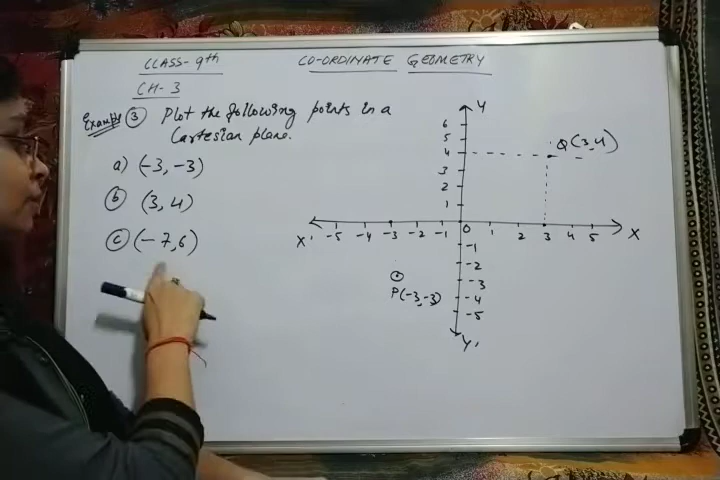 CLASS-9th
CO-ORDINATE GEOMETRY
CH-3
Example ③ Plot the following points in a
Cartesian plane.
a) (-3, -3)
ⓑ (3, 4)
ⓒ (-7, 6)
Y
6
5
4
3
2
1
Q(3,4)
X' -5 -4 -3 -2 -1 0 1 2 3 4 5 X
-1
-2
-3
-4
-5
P(-3,-3)
Y'